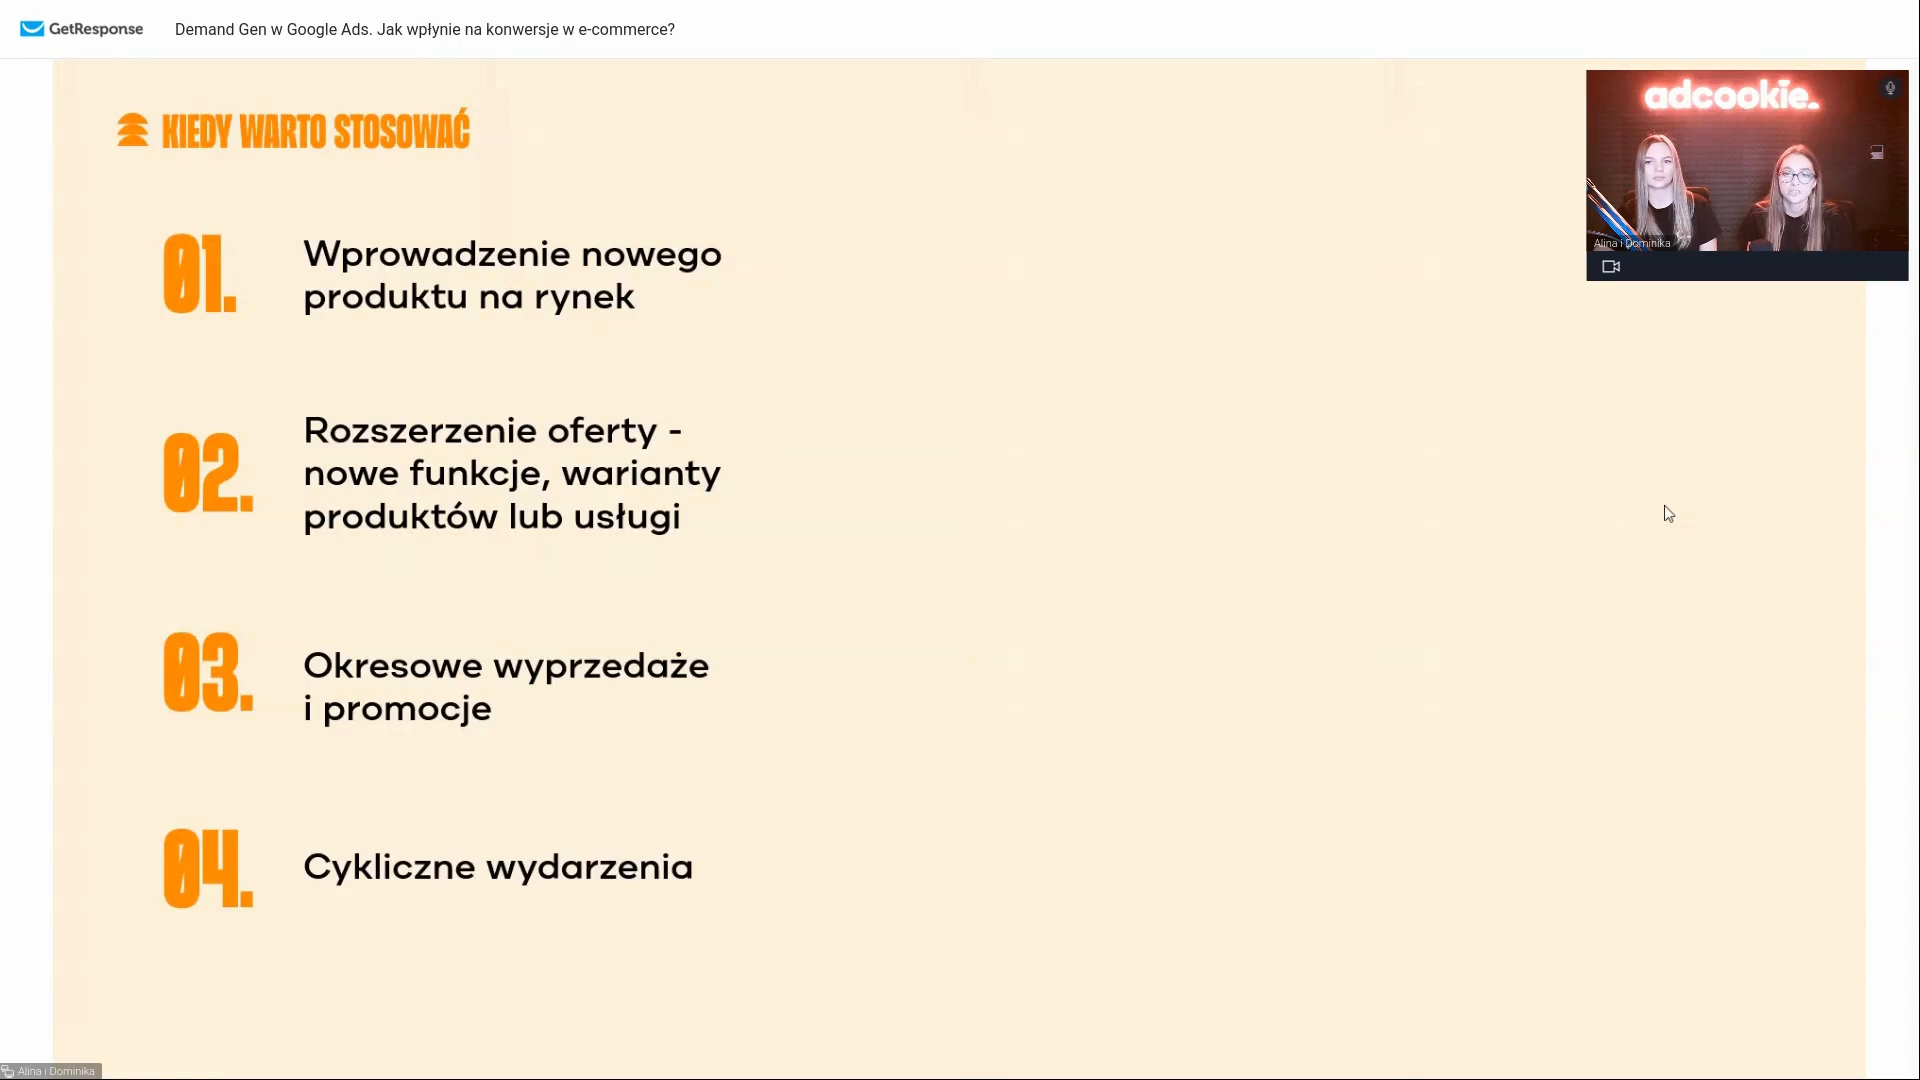 GetResponse
Demand Gen w Google Ads. Jak wpłynie na konwersje w e-commerce?
KIEDY WARTO STOSOWAĆ
adcookie.
Alina i Dominika
01.
Wprowadzenie nowego
produktu na rynek
02.
Rozszerzenie oferty -
nowe funkcje, warianty
produktów lub usługi
03.
Okresowe wyprzedaże
i promocje
04.
Cykliczne wydarzenia
Alina i Dominika